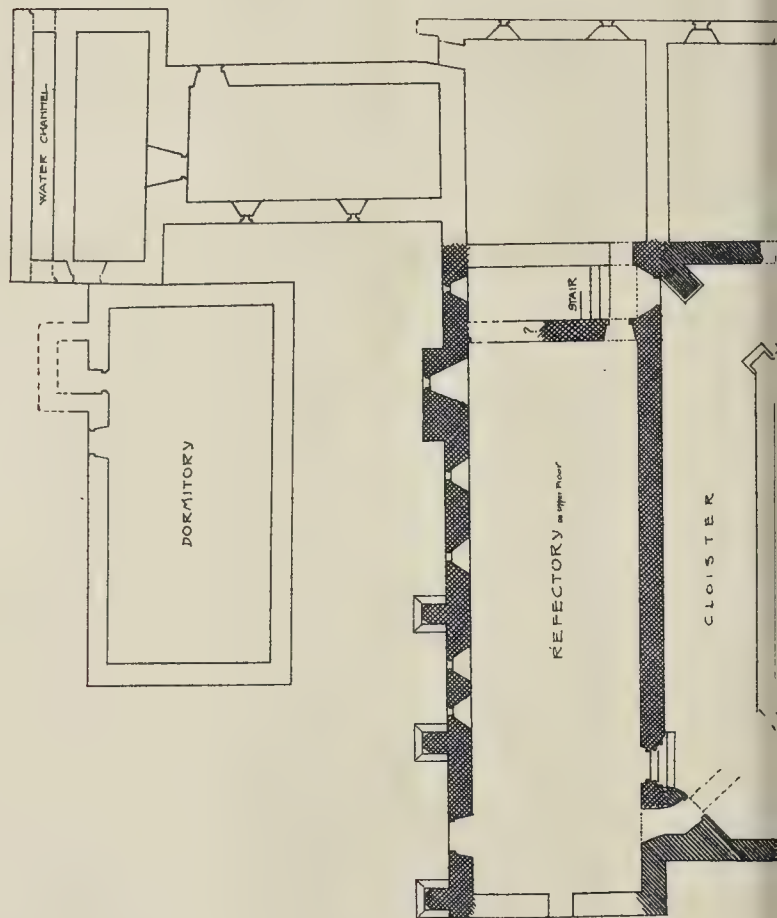 WATER CHANNEL
STAIR
?
DORMITORY
REFECTORY on Upper Floor
CLOISTER